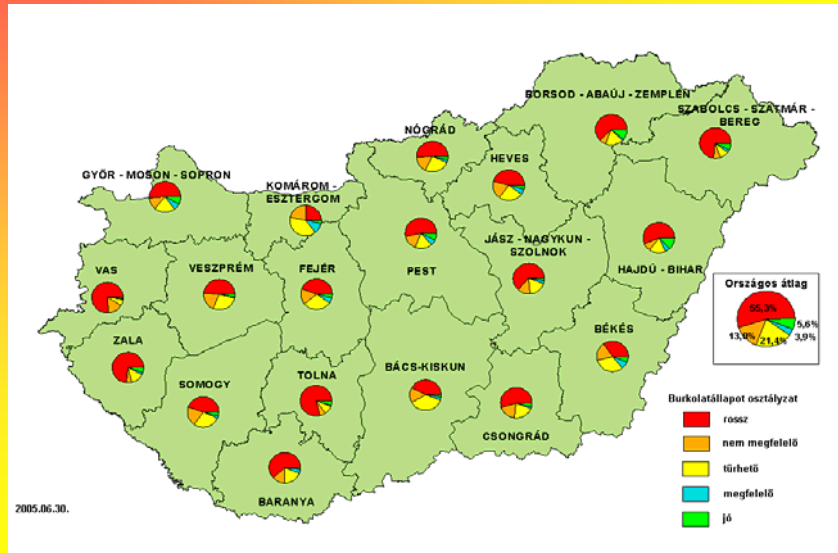 BORSOD - ABAÚJ - ZEMPLÉN
SZABOLCS - SZATMÁR -
BEREG
NÓGRÁD
HEVES
GYŐR - MOSON - SOPRON
KOMÁROM -
ESZTERGOM
JÁSZ - NAGYKUN -
SZOLNOK
HAJDÚ - BIHAR
PEST
VAS
VESZPRÉM
FEJÉR
Országos átlag
55,3%
5,6%
13,8%
21,4%
3,9%
BÉKÉS
ZALA
SOMOGY
TOLNA
BÁCS-KISKUN
CSONGRÁD
BARANYA
Burkolatállapot osztályzat
rossz
nem megfelelő
tűrhető
megfelelő
jó
2005.06.30.